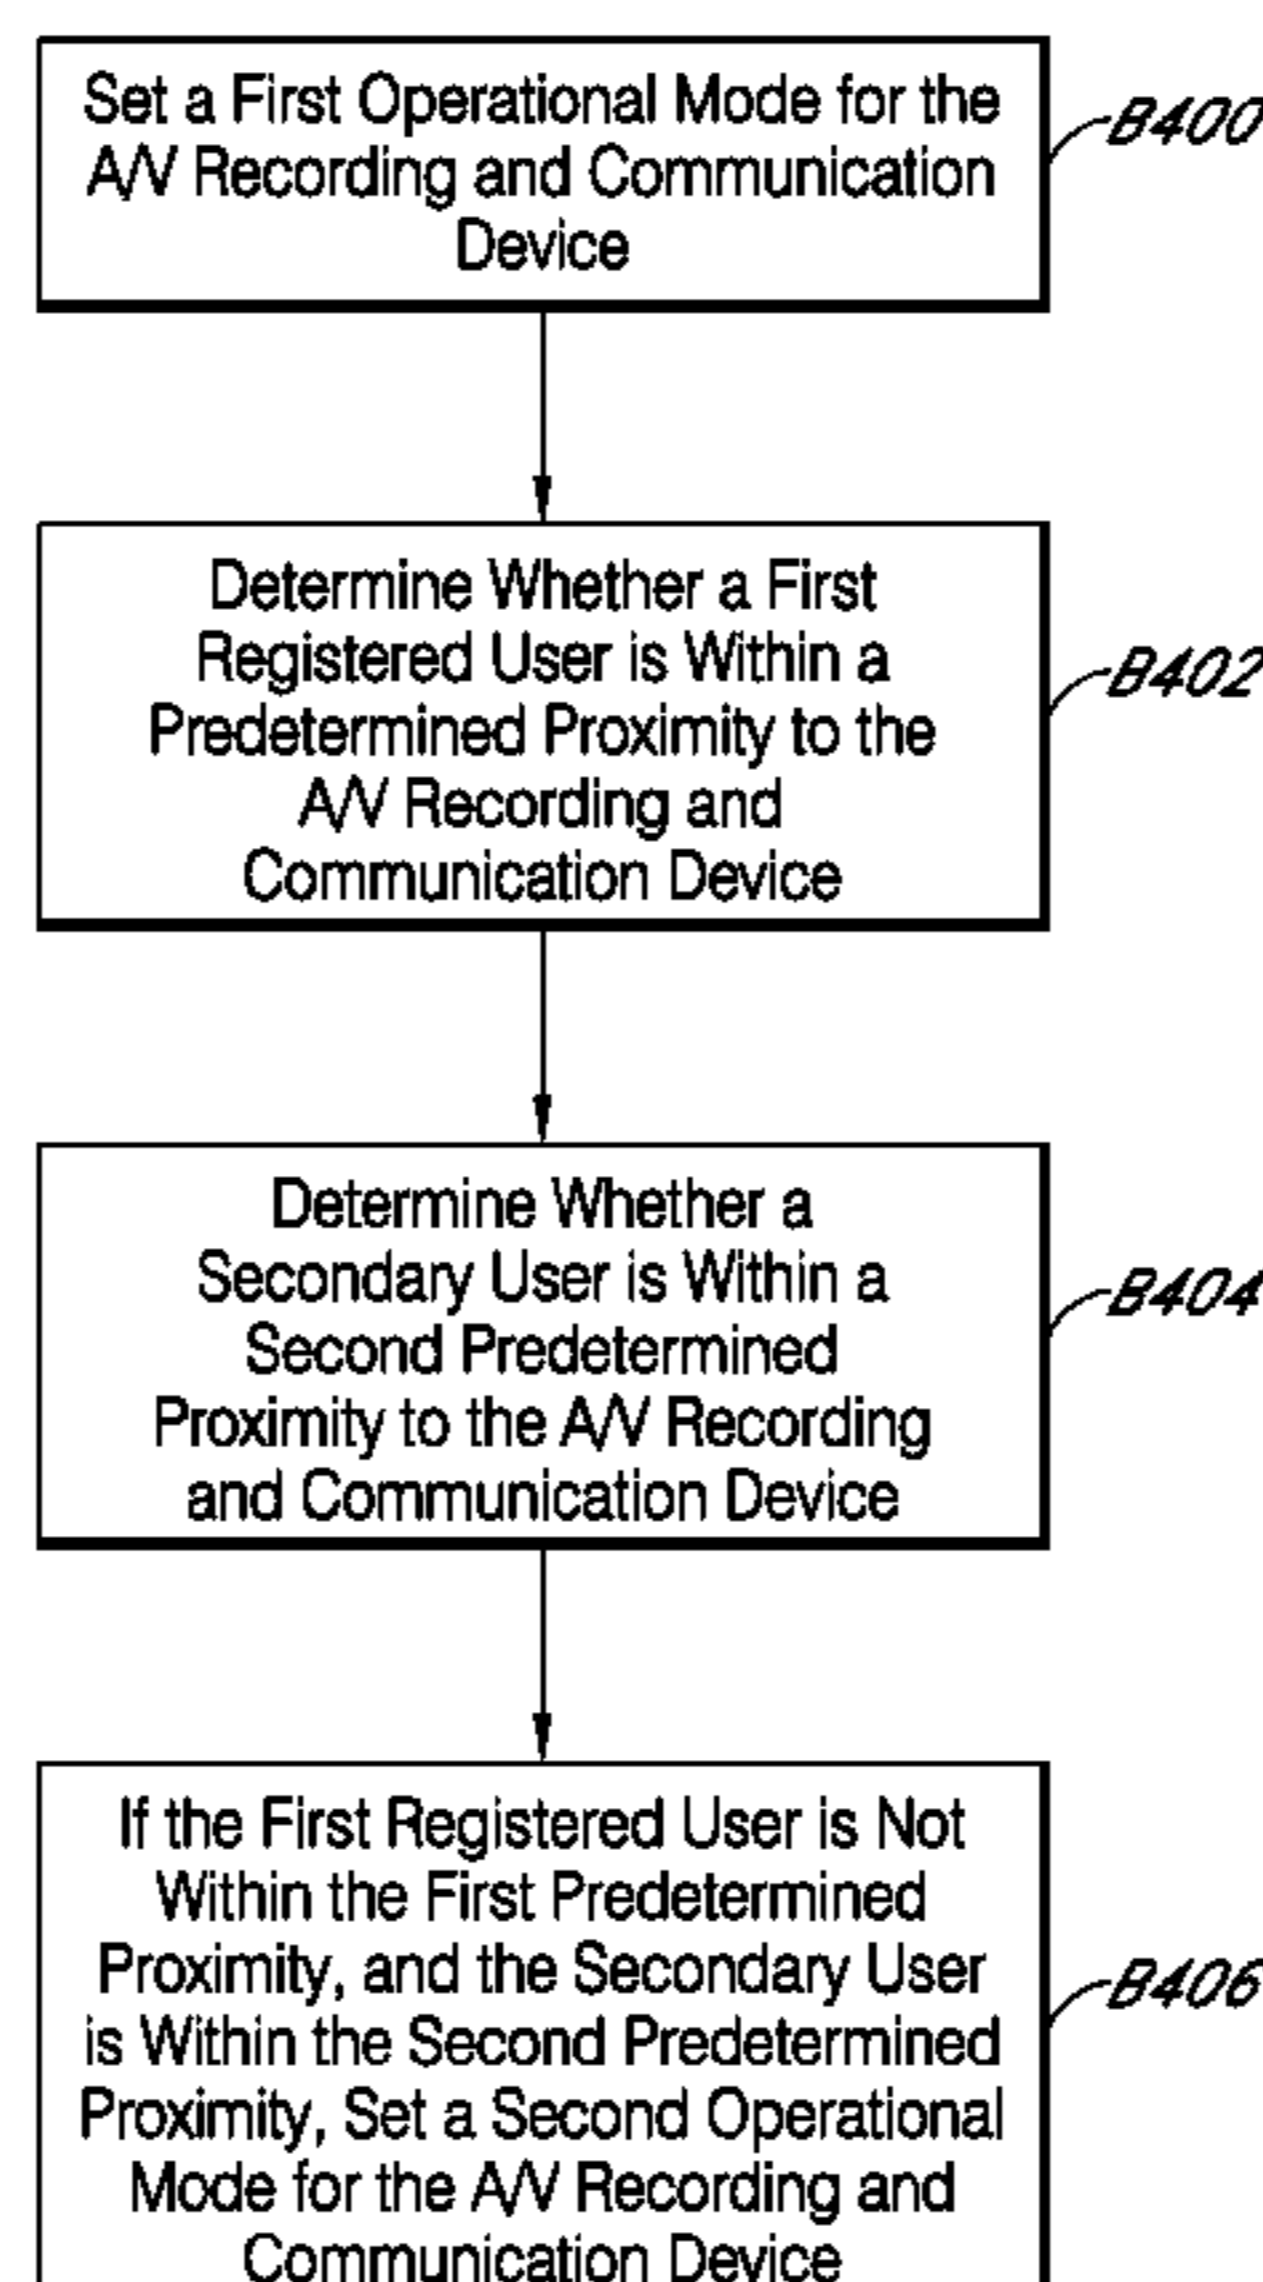 Set a First Operational Mode for the
A/V Recording and Communication
Device
B400
Determine Whether a First
Registered User is Within a
Predetermined Proximity to the
A/V Recording and
Communication Device
B402
Determine Whether a
Secondary User is Within a
Second Predetermined
Proximity to the A/V Recording
and Communication Device
B404
If the First Registered User is Not
Within the First Predetermined
Proximity, and the Secondary User
is Within the Second Predetermined
Proximity, Set a Second Operational
Mode for the A/V Recording and
Communication Device
B406